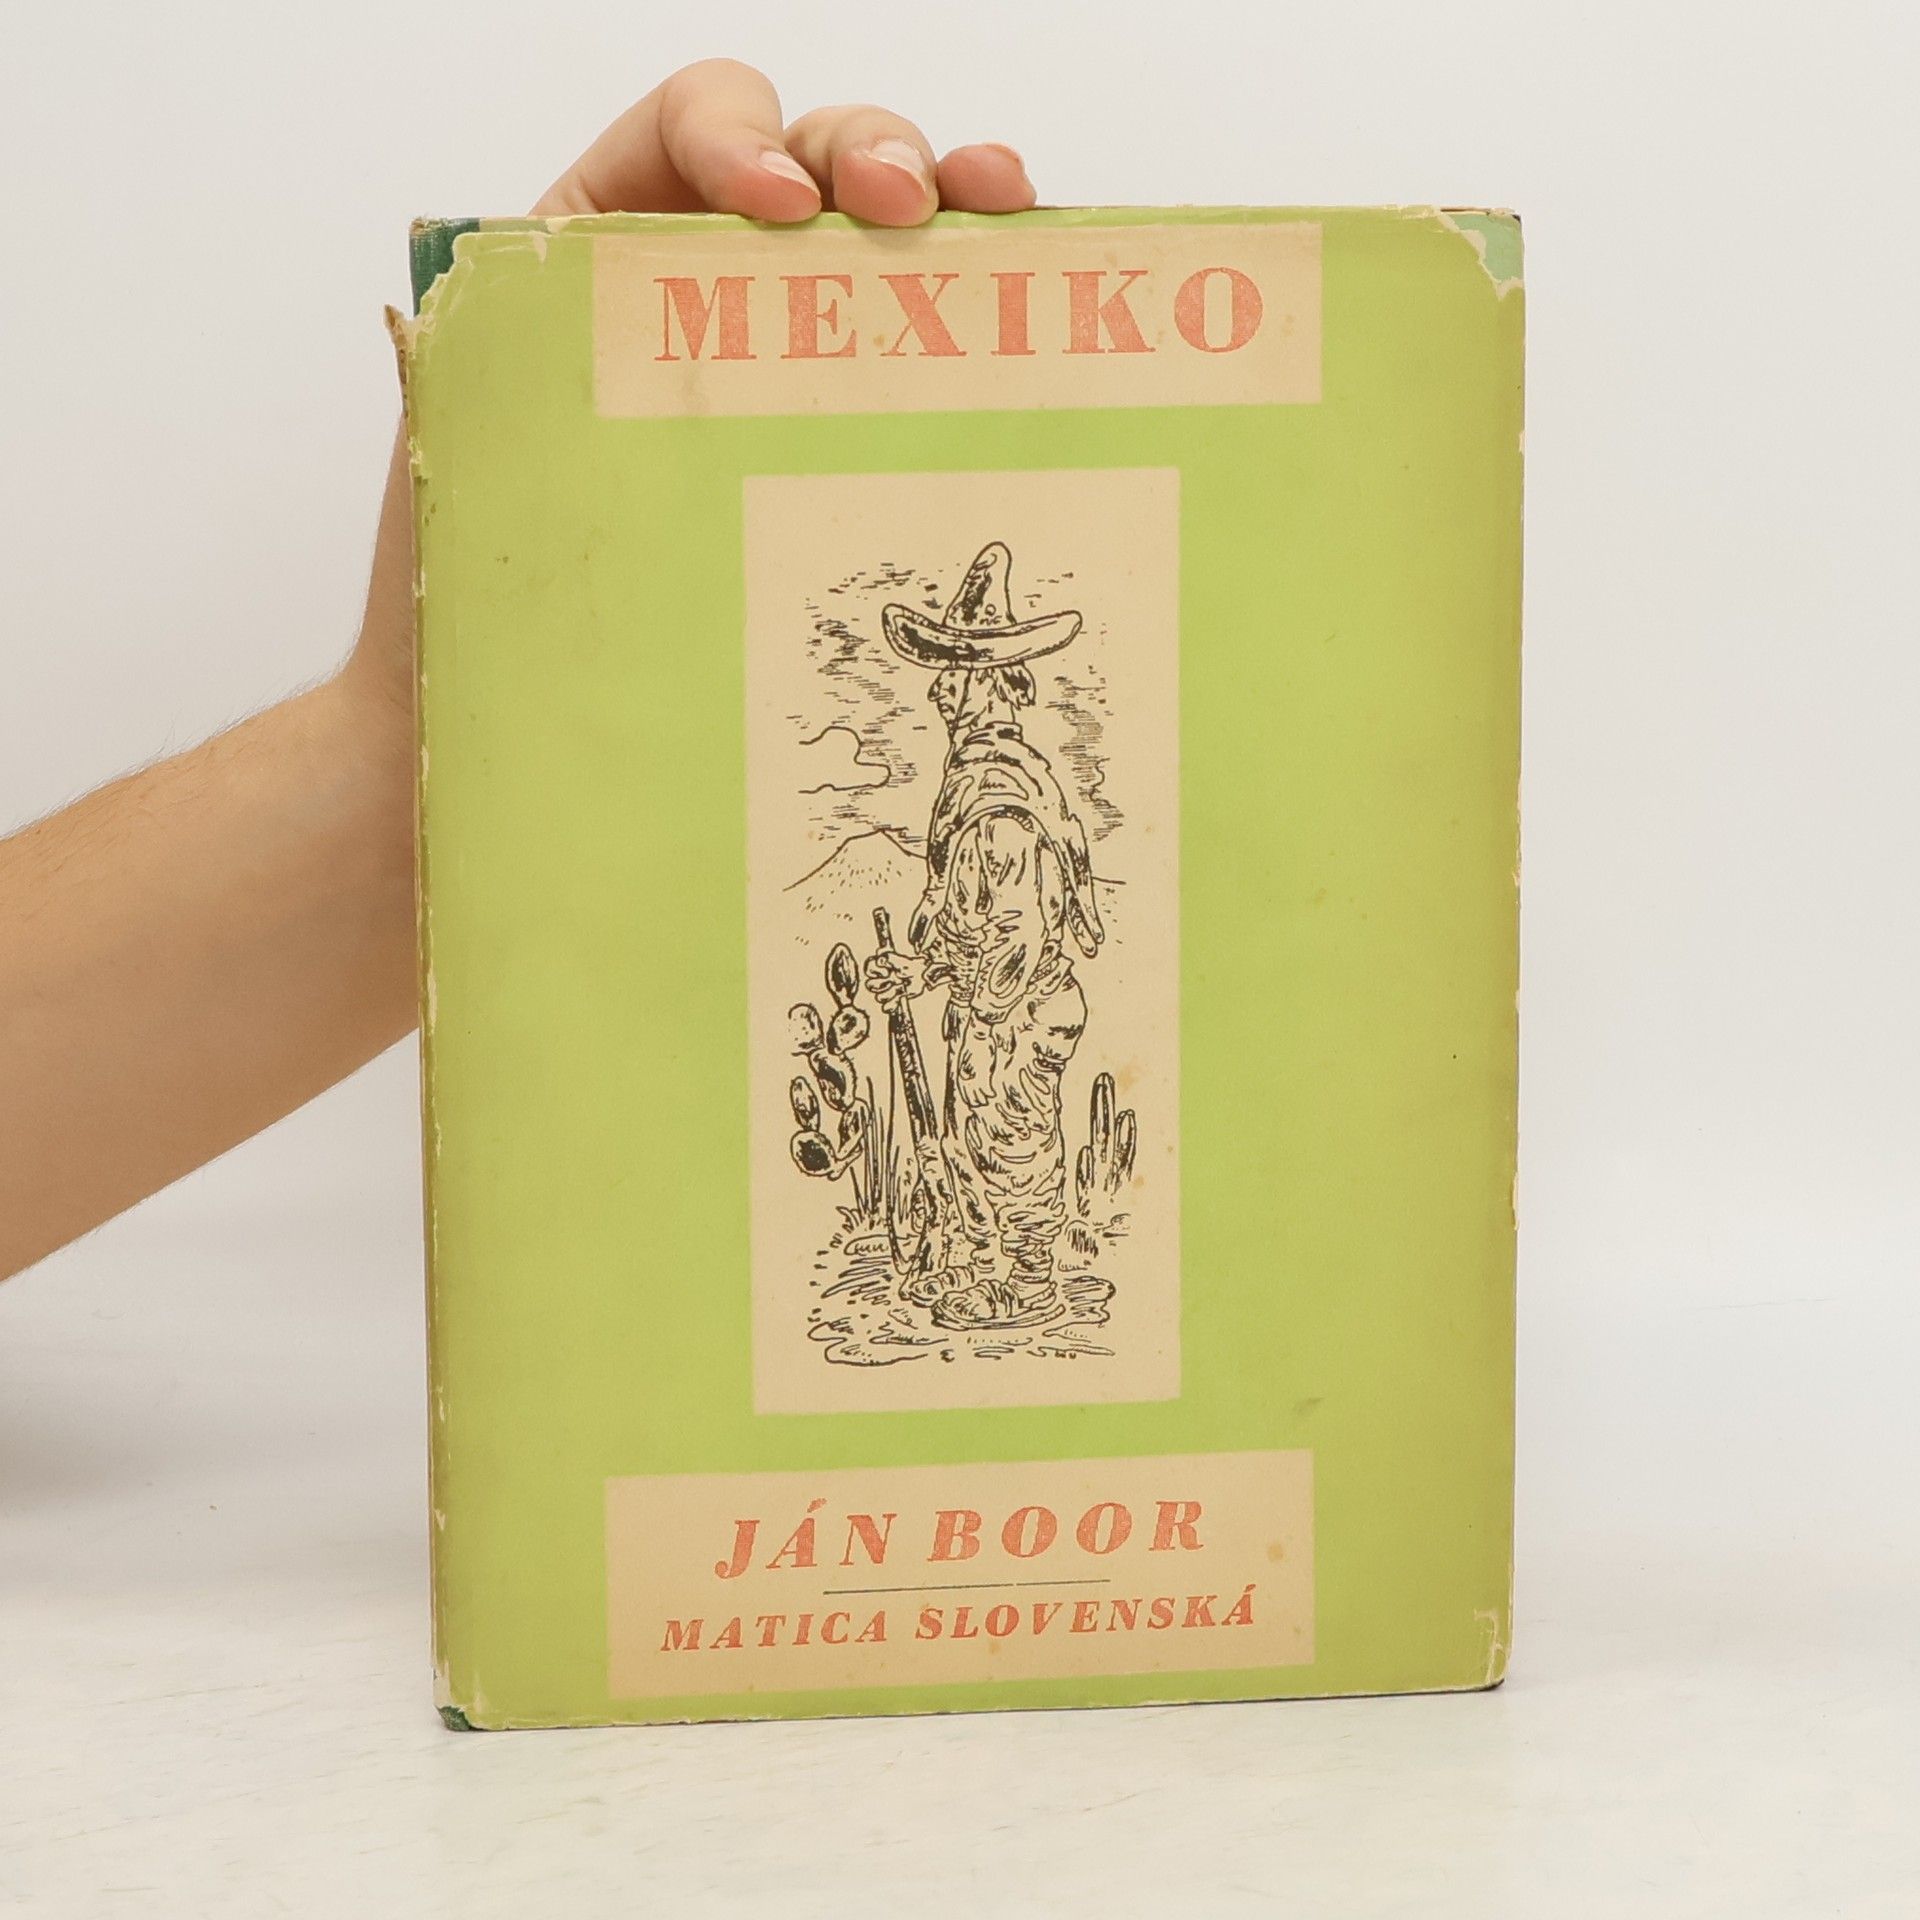 MEXIKO
JÁN BOOR
MATICA SLOVENSKÁ